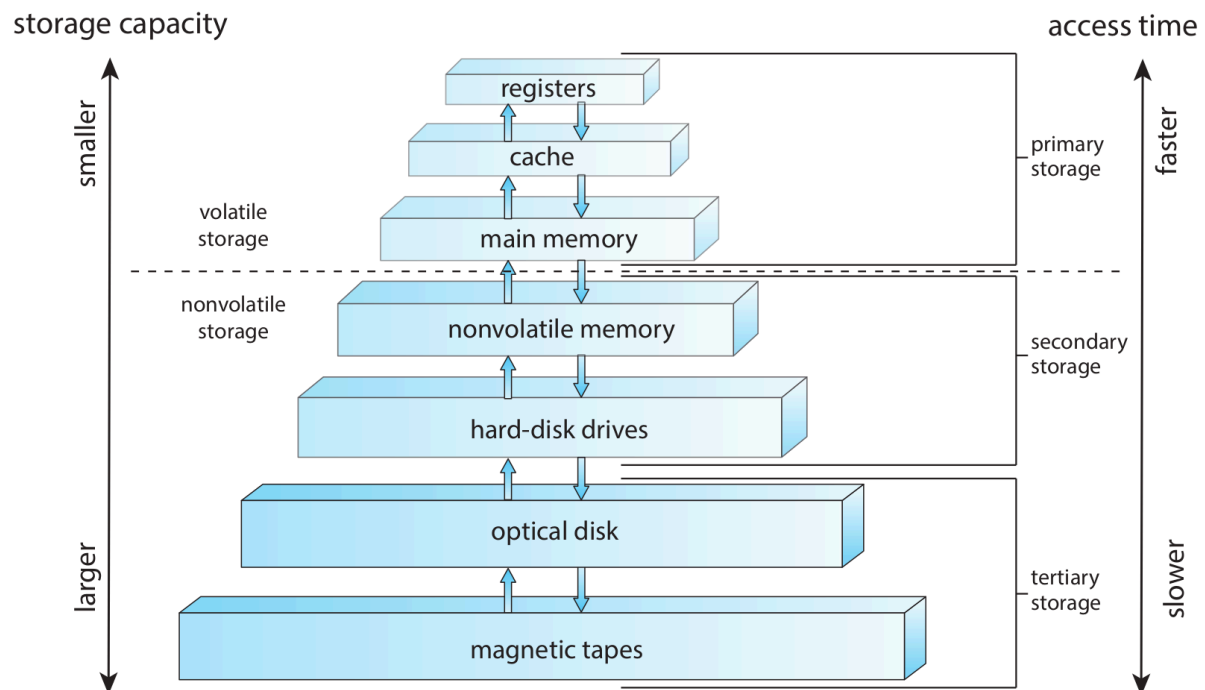 storage capacity
access time
smaller
faster
registers
cache
primary
storage
volatile
storage
main memory
nonvolatile
storage
nonvolatile memory
secondary
storage
hard-disk drives
optical disk
larger
slower
tertiary
storage
magnetic tapes